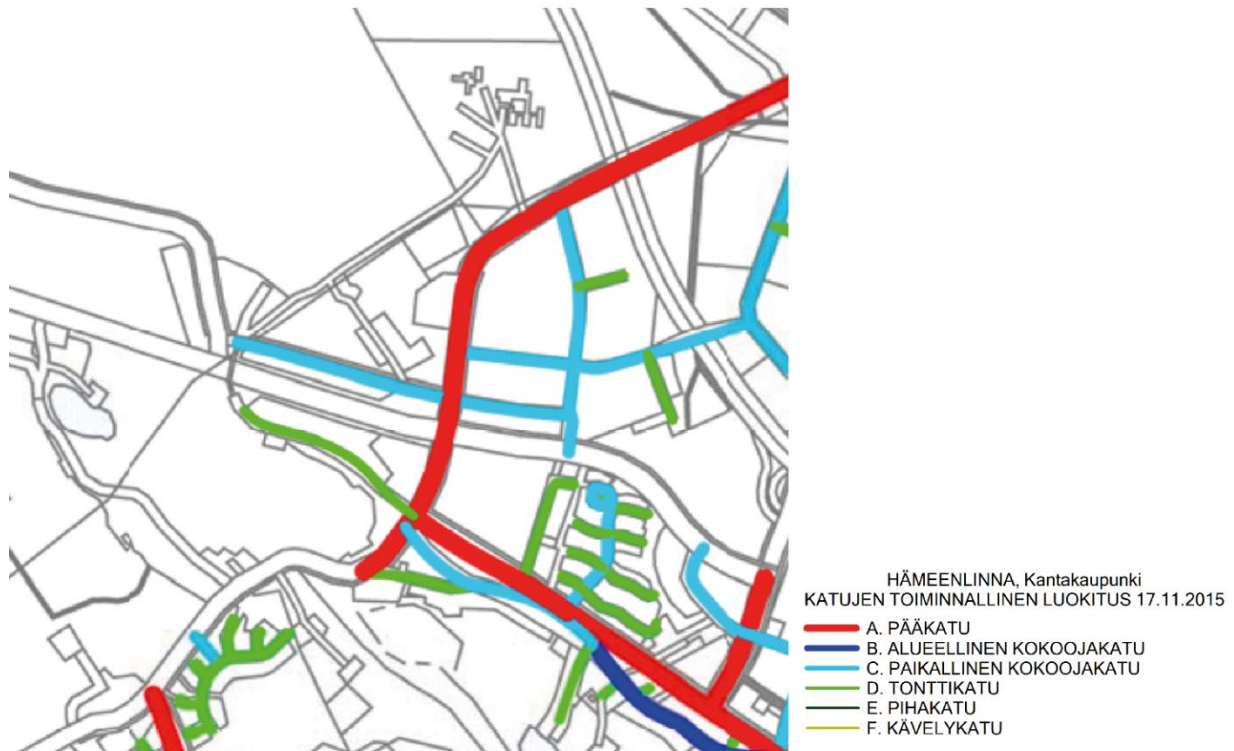 HÄMEENLINNA, Kantakaupunki
KATUJEN TOIMINNALLINEN LUOKITUS 17.11.2015
A. PÄÄKATU
B. ALUEELLINEN KOKOOJAKATU
C. PAIKALLINEN KOKOOJAKATU
D. TONTTIKATU
E. PIHAKATU
F. KÄVELYKATU